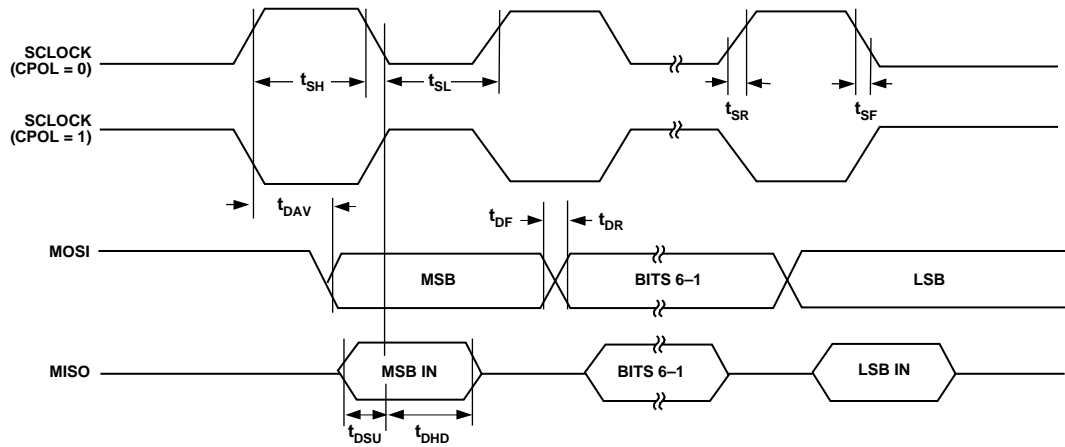 SCLOCK
(CPOL = 0)
tSH
tSL
tSR
tSF
SCLOCK
(CPOL = 1)
tDAV
tDF
tDR
MOSI
MSB
BITS 6–1
LSB
MISO
MSB IN
BITS 6–1
LSB IN
tDSU
tDHD